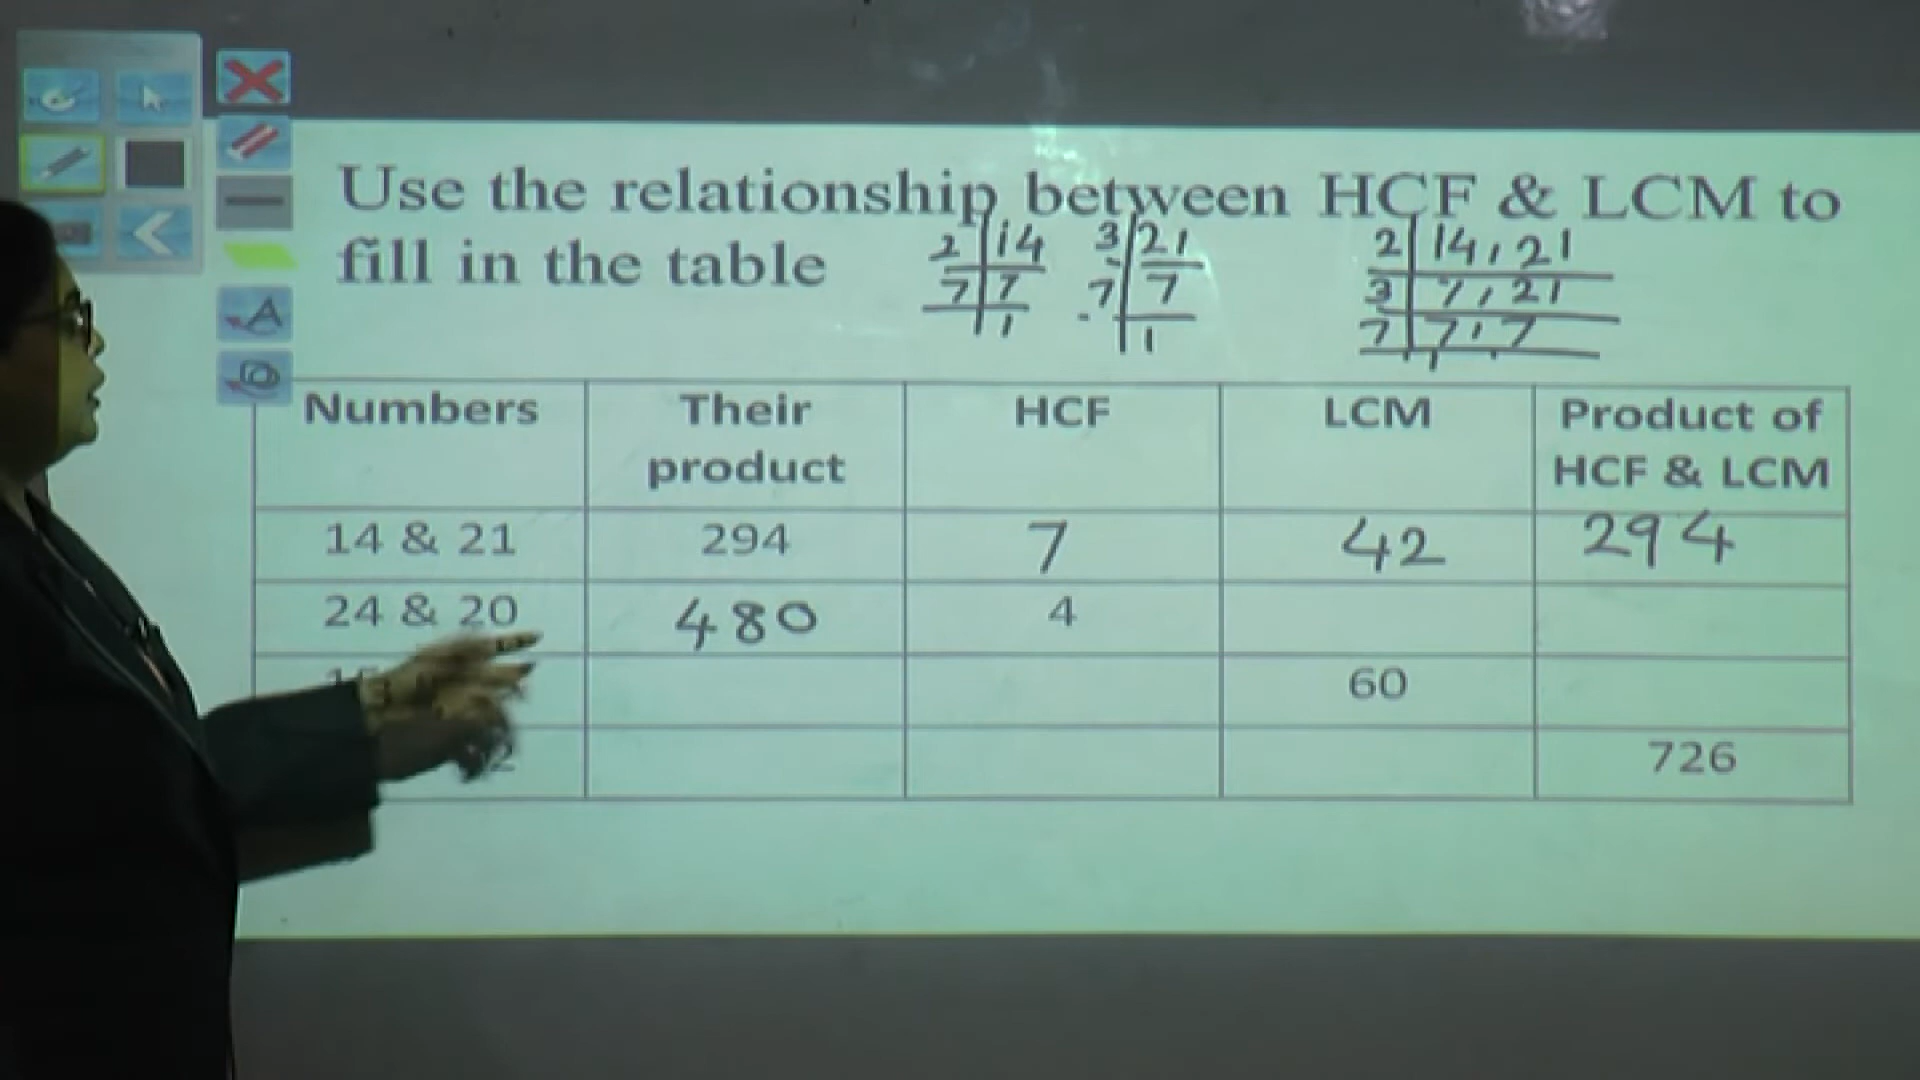 Use the relationship between HCF & LCM to
fill in the table
2 14 3 21 2 14, 21
7 7 7 7 3 7, 21
1 1 7 7, 7
Numbers Their product HCF LCM Product of HCF & LCM
14 & 21 294 7 42 294
24 & 20 480 4
60
726